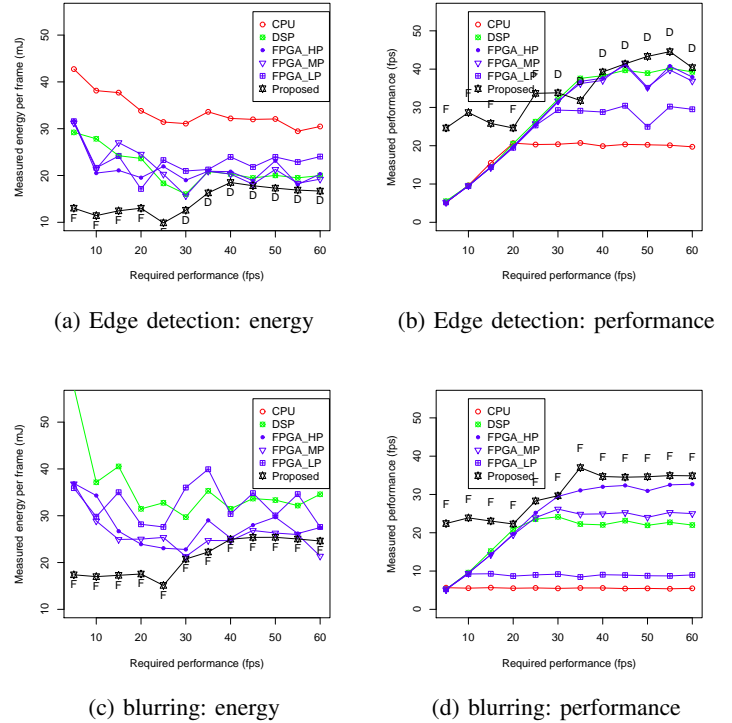 Measured energy per frame (mJ)
50
40
30
20
10
CPU
DSP
FPGA_HP
FPGA_MP
FPGA_LP
Proposed
F F F F F D D D D D D D
10 20 30 40 50 60
Required performance (fps)
(a) Edge detection: energy
Measured performance (fps)
50
40
30
20
10
0
CPU
DSP
FPGA_HP
FPGA_MP
FPGA_LP
Proposed
F F F F F D D D D D D D
10 20 30 40 50 60
Required performance (fps)
(b) Edge detection: performance
Measured energy per frame (mJ)
50
40
30
20
10
CPU
DSP
FPGA_HP
FPGA_MP
FPGA_LP
Proposed
F F F F F F F F F F F F
10 20 30 40 50 60
Required performance (fps)
(c) blurring: energy
Measured performance (fps)
50
40
30
20
10
0
CPU
DSP
FPGA_HP
FPGA_MP
FPGA_LP
Proposed
F F F F F F F F F F F F
10 20 30 40 50 60
Required performance (fps)
(d) blurring: performance